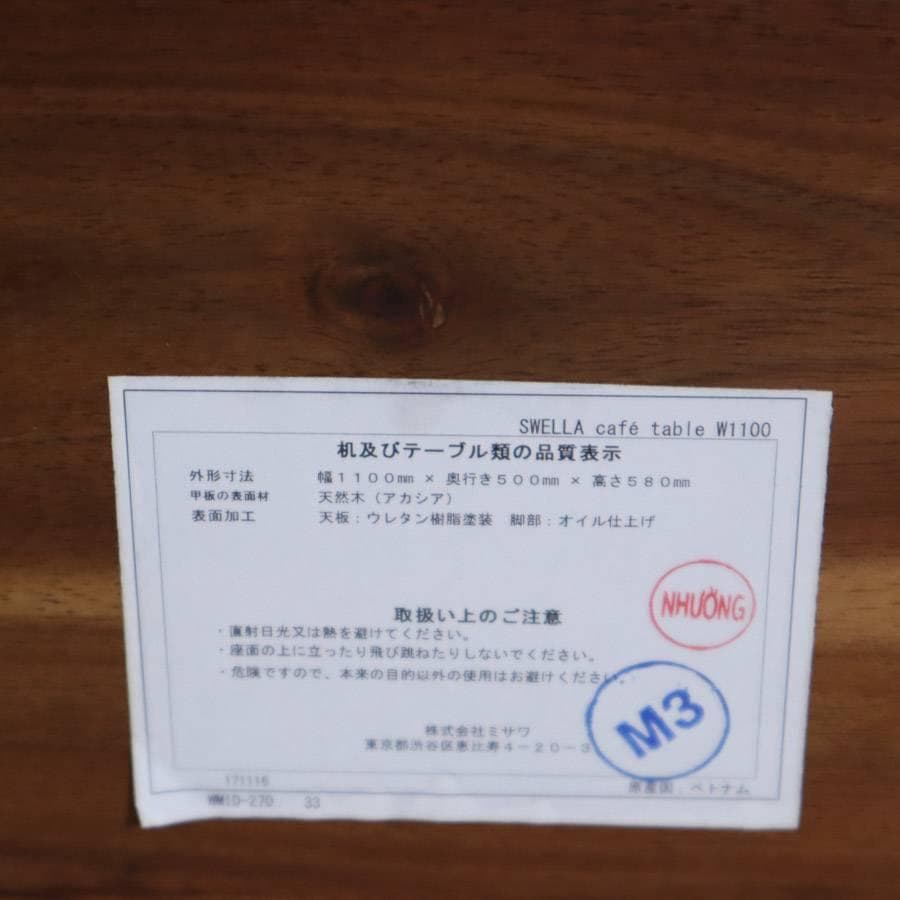 SWELLA café table W1100
机及びテーブル類の品質表示
外形寸法 幅1100mm × 奥行き500mm × 高さ580mm
甲板の表面材 天然木（アカシア）
表面加工 天板：ウレタン樹脂塗装 脚部：オイル仕上げ
取扱い上のご注意
・直射日光又は熱を避けてください。
・座面の上に立ったり飛び跳ねたりしないでください。
・危険ですので、本来の目的以外の使用はお避けください。
NHƯỜNG
M3
株式会社ミサワ
東京都渋谷区恵比寿4－20－3
原産国：ベトナム
171116
WMID-270 33